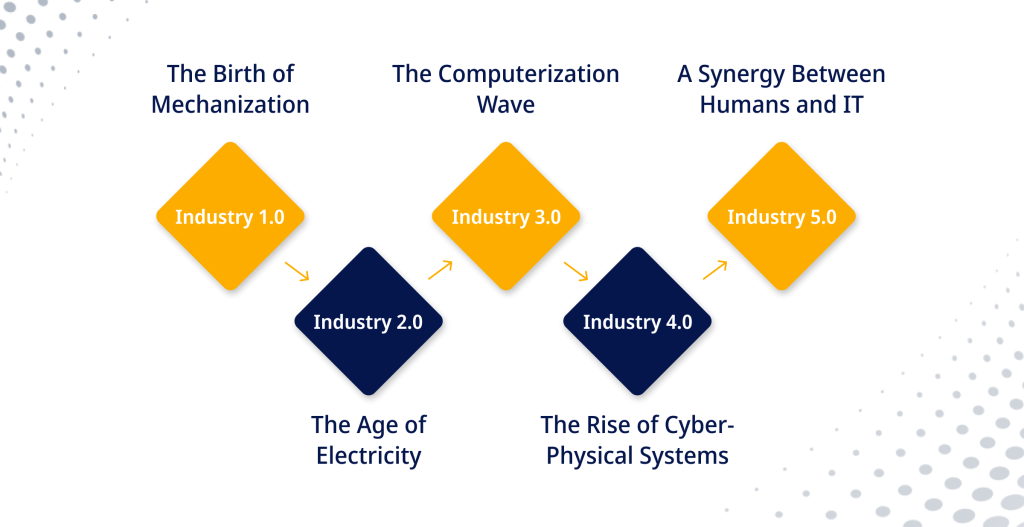 The Birth of
Mechanization
The Computerization
Wave
A Synergy Between
Humans and IT
Industry 1.0
Industry 3.0
Industry 5.0
Industry 2.0
Industry 4.0
The Age of
Electricity
The Rise of Cyber-
Physical Systems